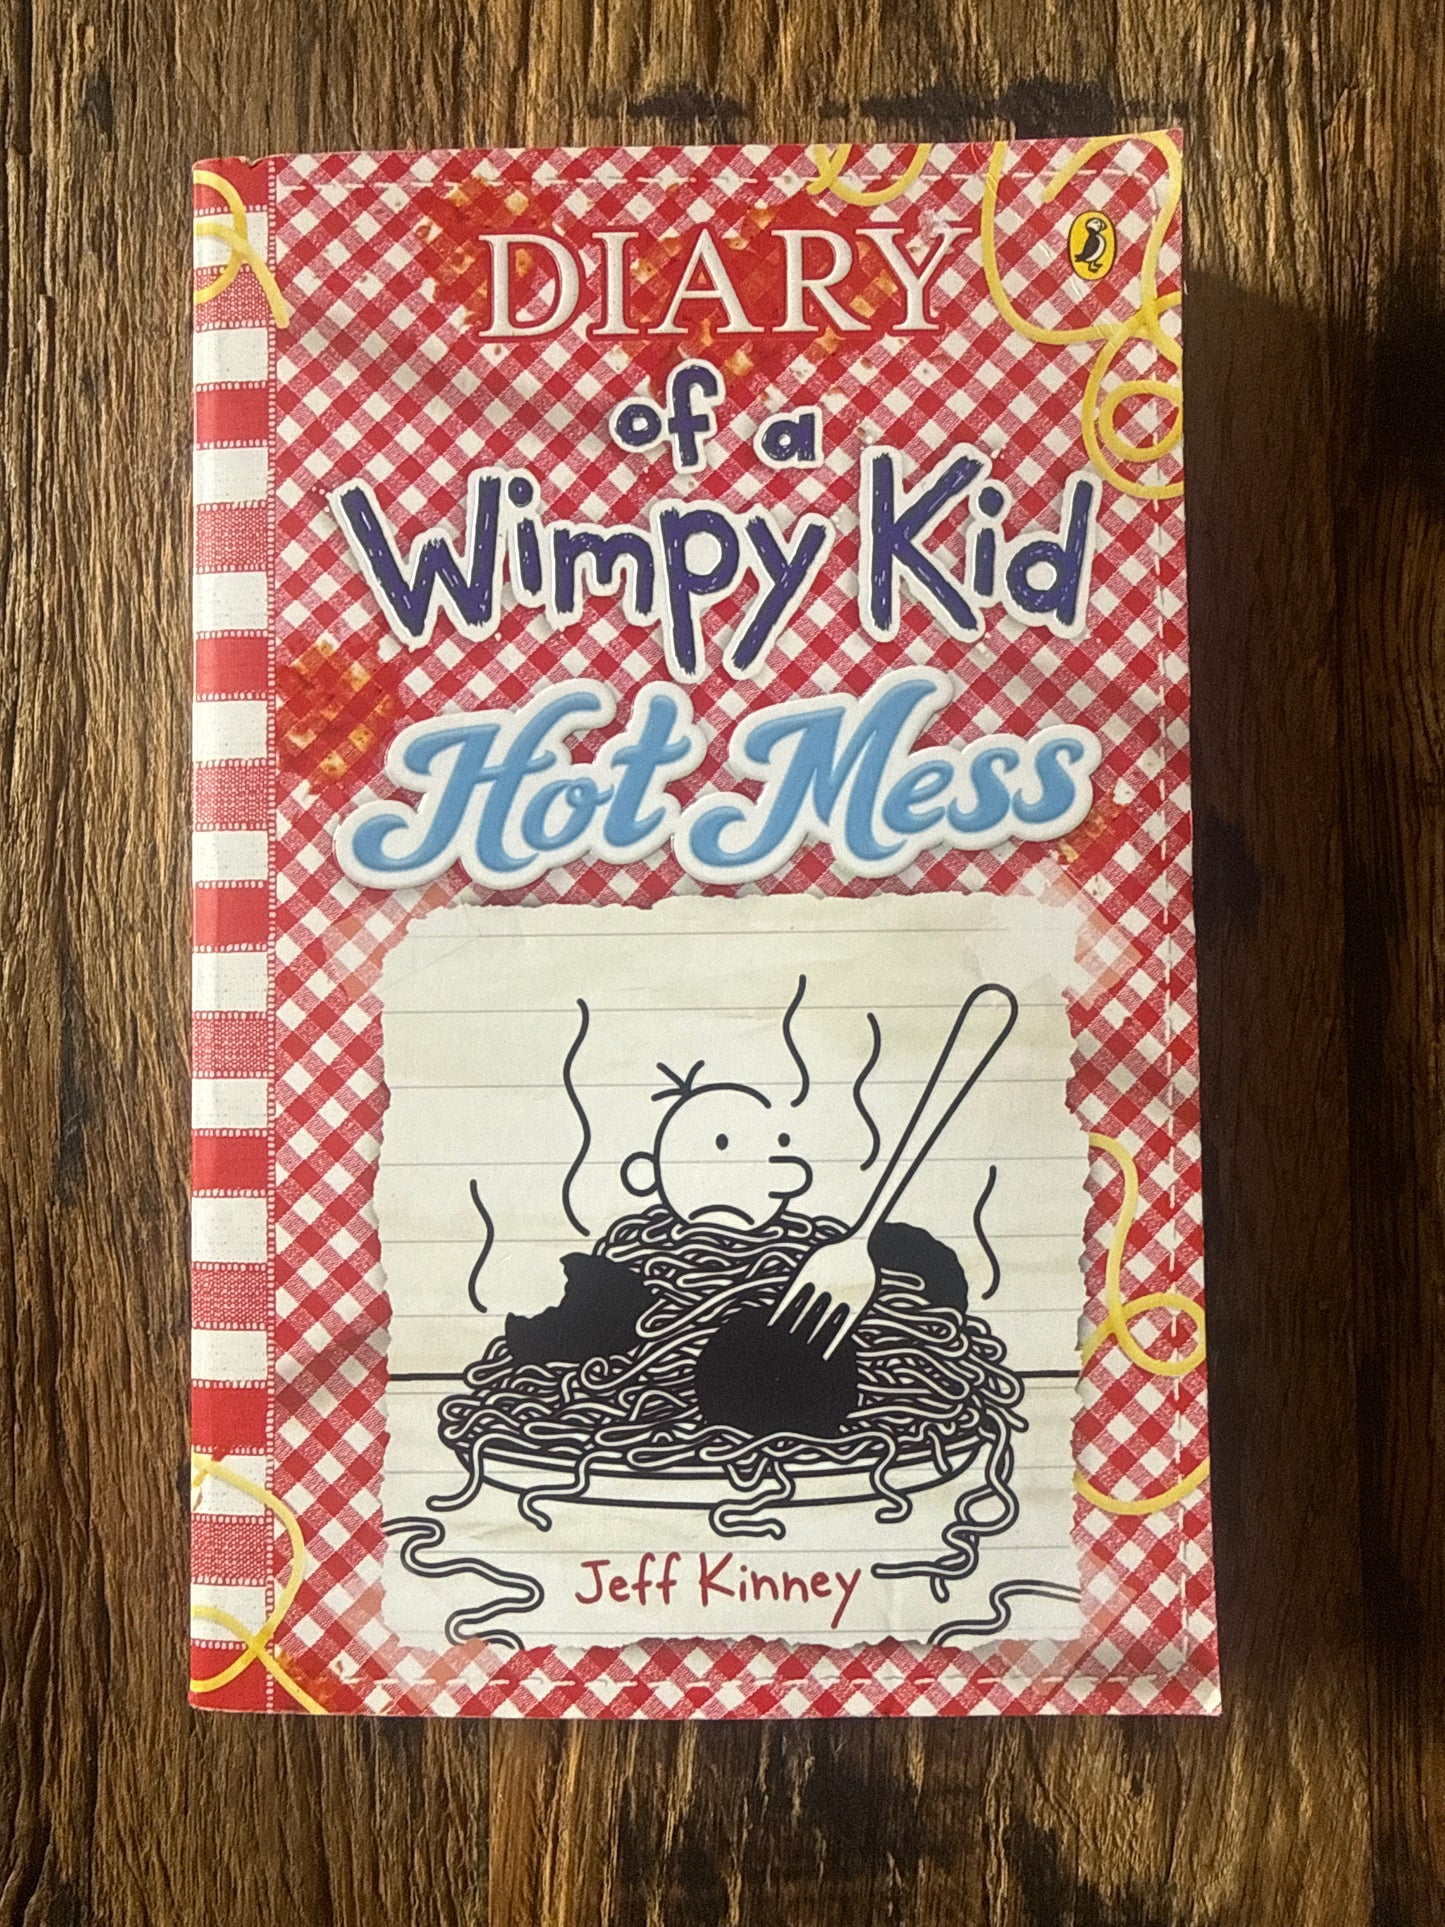 DIARY
of a
Wimpy Kid
Hot Mess
Jeff Kinney